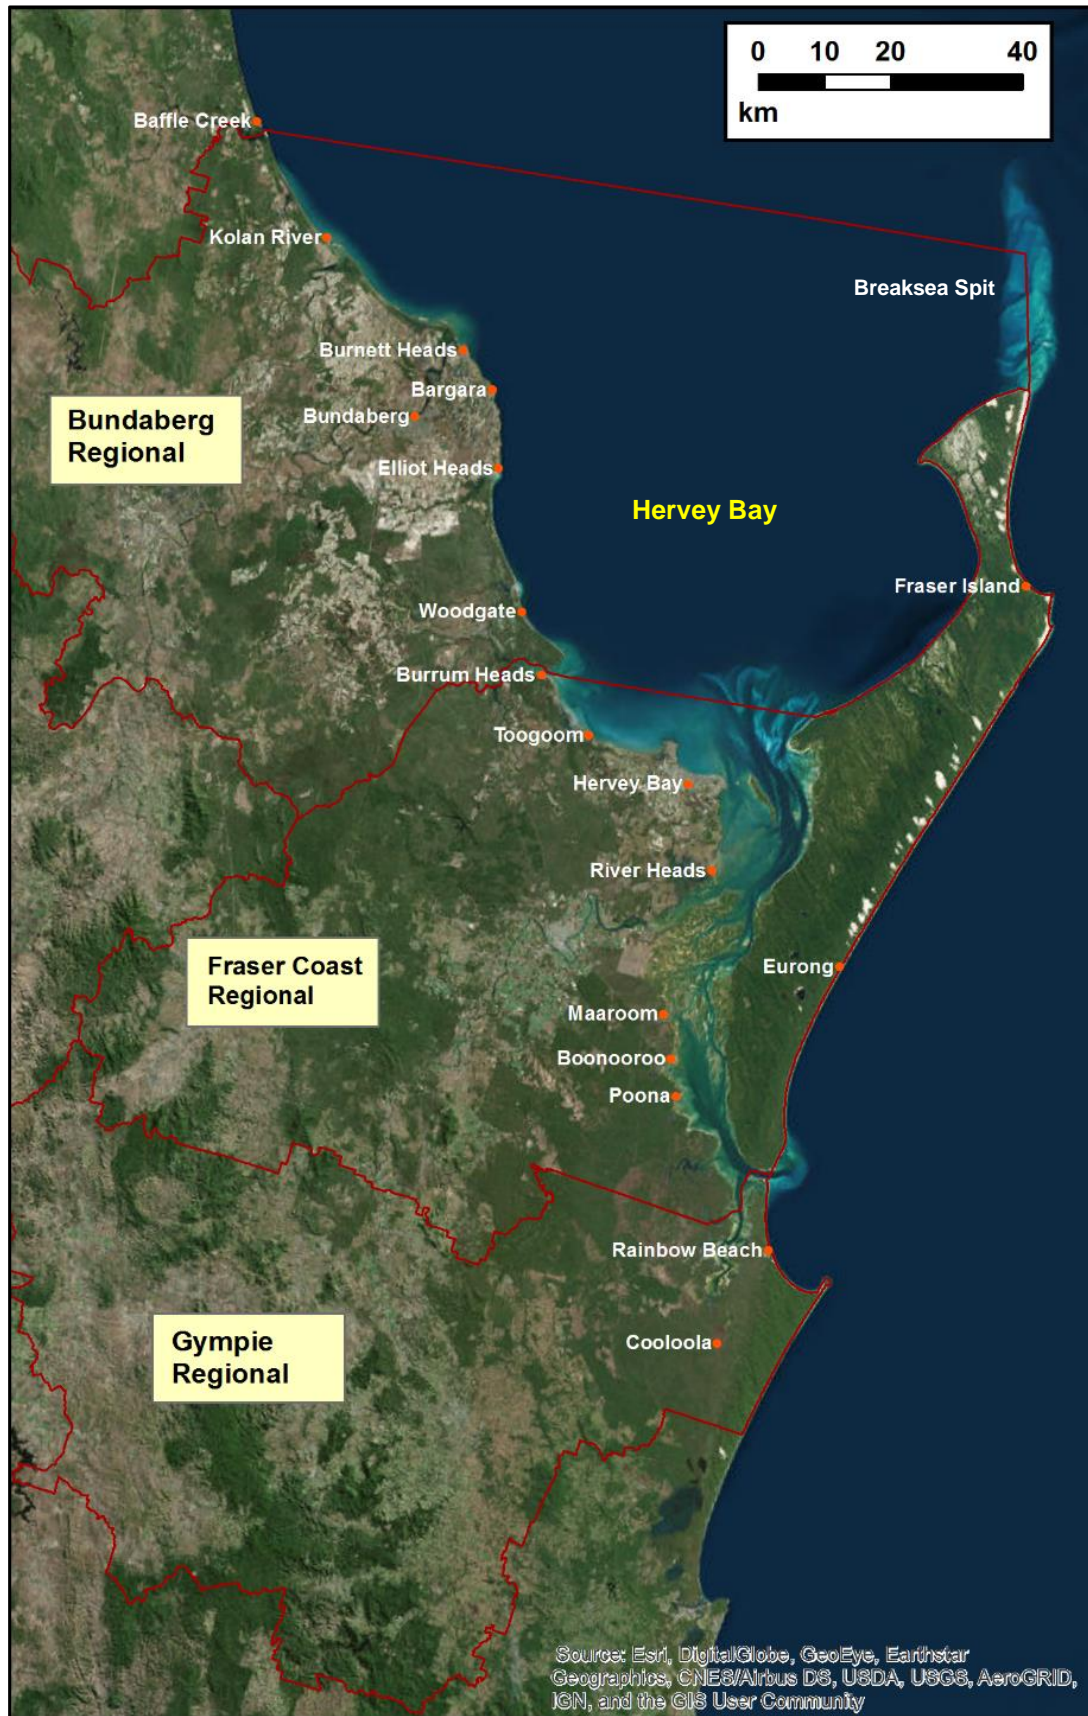 0 10 20 40
km
Baffle Creek
Kolan River
Breaksea Spit
Burnett Heads
Bargara
Bundaberg
Bundaberg
Regional
Elliot Heads
Hervey Bay
Fraser Island
Woodgate
Burrum Heads
Toogoom
Hervey Bay
River Heads
Fraser Coast
Regional
Eurong
Maaroom
Boonooroo
Poona
Rainbow Beach
Gympie
Regional
Cooloola
Source: Esri, DigitalGlobe, GeoEye, Earthstar
Geographics, CNES/Airbus DS, USDA, USGS, AeroGRID,
IGN, and the GIS User Community